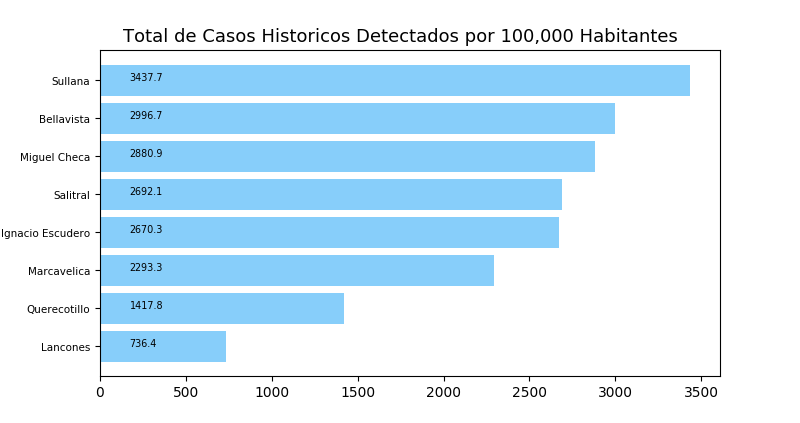 Total de Casos Historicos Detectados por 100,000 Habitantes
Sullana 3437.7
Bellavista 2996.7
Miguel Checa 2880.9
Salitral 2692.1
Ignacio Escudero 2670.3
Marcavelica 2293.3
Querecotillo 1417.8
Lancones 736.4
0 500 1000 1500 2000 2500 3000 3500